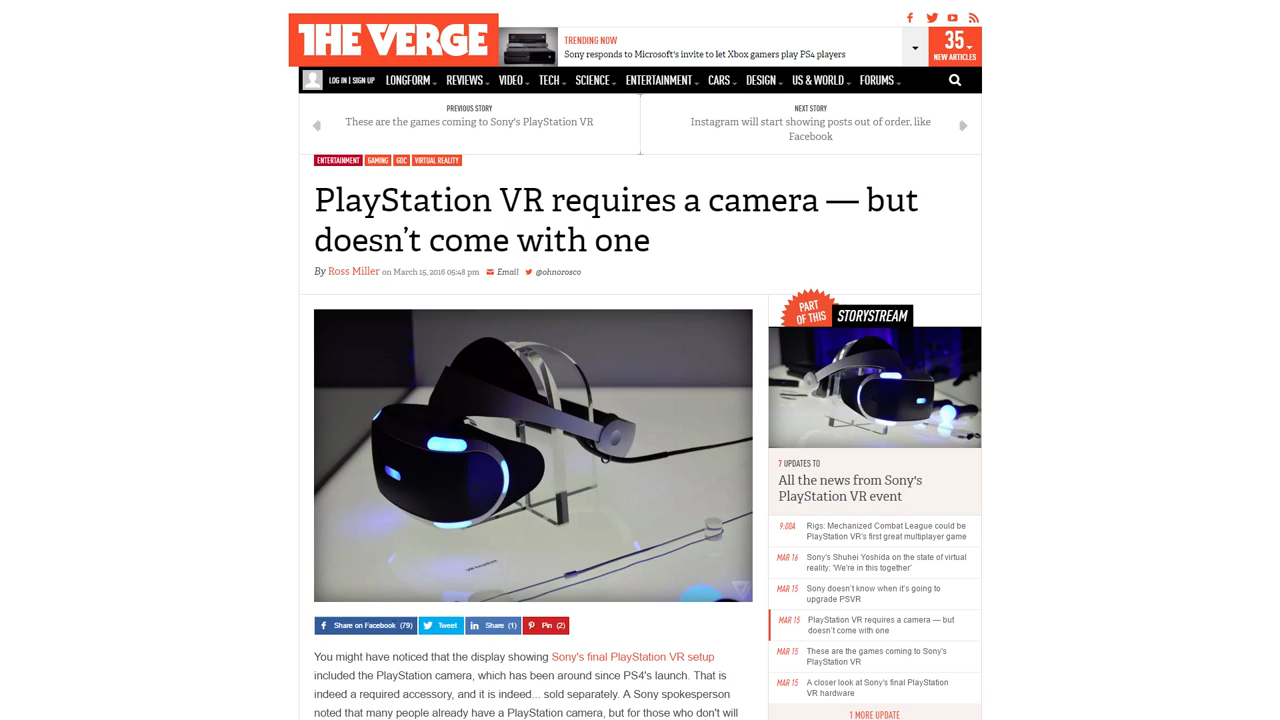 THE VERGE
TRENDING NOW
Sony responds to Microsoft's invite to let Xbox gamers play PS4 players
35
NEW ARTICLES
LOG IN | SIGN UP
LONGFORM REVIEWS VIDEO TECH SCIENCE ENTERTAINMENT CARS DESIGN US & WORLD FORUMS
PREVIOUS STORY
These are the games coming to Sony's PlayStation VR
NEXT STORY
Instagram will start showing posts out of order, like
Facebook
ENTERTAINMENT GAMING GDC VIRTUAL REALITY
PlayStation VR requires a camera — but
doesn't come with one
By Ross Miller on March 15, 2016 05:48 pm Email @ohnorosco
Share on Facebook (79) Tweet Share (1) Pin (2)
You might have noticed that the display showing Sony's final PlayStation VR setup
included the PlayStation camera, which has been around since PS4's launch. That is
indeed a required accessory, and it is indeed... sold separately. A Sony spokesperson
noted that many people already have a PlayStation camera, but for those who don't will
PART
OF THIS
STORYSTREAM
7 UPDATES TO
All the news from Sony's
PlayStation VR event
9:00A Rigs: Mechanized Combat League could be
PlayStation VR's first great multiplayer game
MAR 16 Sony's Shuhei Yoshida on the state of virtual
reality: 'We're in this together'
MAR 15 Sony doesn't know when it's going to
upgrade PSVR
MAR 15 PlayStation VR requires a camera — but
doesn't come with one
MAR 15 These are the games coming to Sony's
PlayStation VR
MAR 15 A closer look at Sony's final PlayStation
VR hardware
1 MORE UPDATE